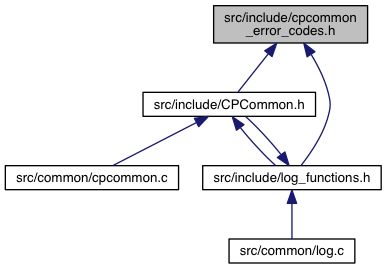 src/include/cpcommon
_error_codes.h
src/include/CPCommon.h
src/common/cpcommon.c
src/include/log_functions.h
src/common/log.c